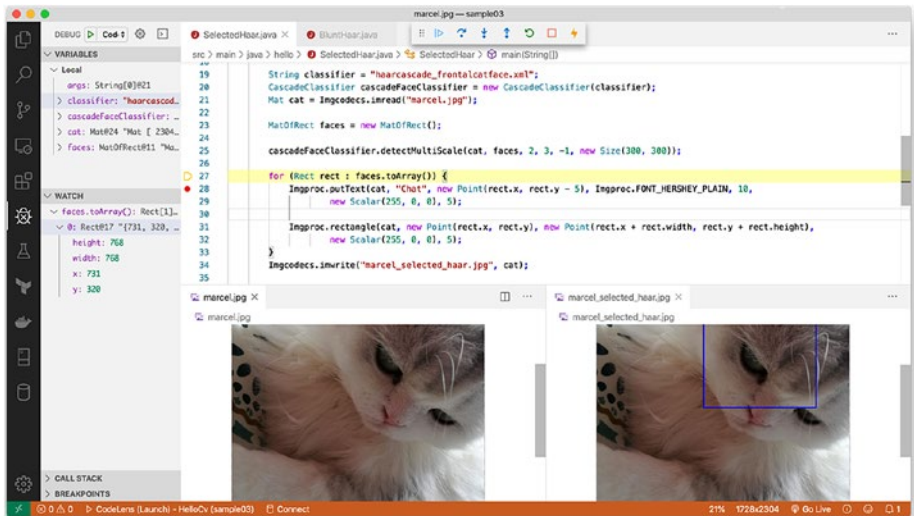 marcel.jpg — sample03
DEBUG
SelectedHaar.java
BluntHaar.java
VARIABLES
src > main > java > hello > SelectedHaar.java > SelectedHaar > main(String[])
Local
args: String[0]@21
classifier: "haarcascad…
cascadeFaceClassifier: …
cat: Mat@24 "Mat [ 2304…
faces: MatOfRect@11 "Ma…
19 String classifier = "haarcascade_frontalcatface.xml";
20 CascadeClassifier cascadeFaceClassifier = new CascadeClassifier(classifier);
21 Mat cat = Imgcodecs.imread("marcel.jpg");
22
23 MatOfRect faces = new MatOfRect();
24
25 cascadeFaceClassifier.detectMultiScale(cat, faces, 2, 3, -1, new Size(300, 300));
26
27 for (Rect rect : faces.toArray()) {
28 Imgproc.putText(cat, "Chat", new Point(rect.x, rect.y - 5), Imgproc.FONT_HERSHEY_PLAIN, 10,
29 new Scalar(255, 0, 0), 5);
30
31 Imgproc.rectangle(cat, new Point(rect.x, rect.y), new Point(rect.x + rect.width, rect.y + rect.height),
32 new Scalar(255, 0, 0), 5);
33 }
34 Imgcodecs.imwrite("marcel_selected_haar.jpg", cat);
35
WATCH
faces.toArray(): Rect[1]…
0: Rect@17 "{731, 320, …
height: 768
width: 768
x: 731
y: 320
marcel.jpg
marcel_selected_haar.jpg
marcel.jpg
marcel_selected_haar.jpg
CALL STACK
BREAKPOINTS
0 0 CodeLens (Launch) - HelloCv (sample03) Connect
21% 1728x2304 Go Live 1